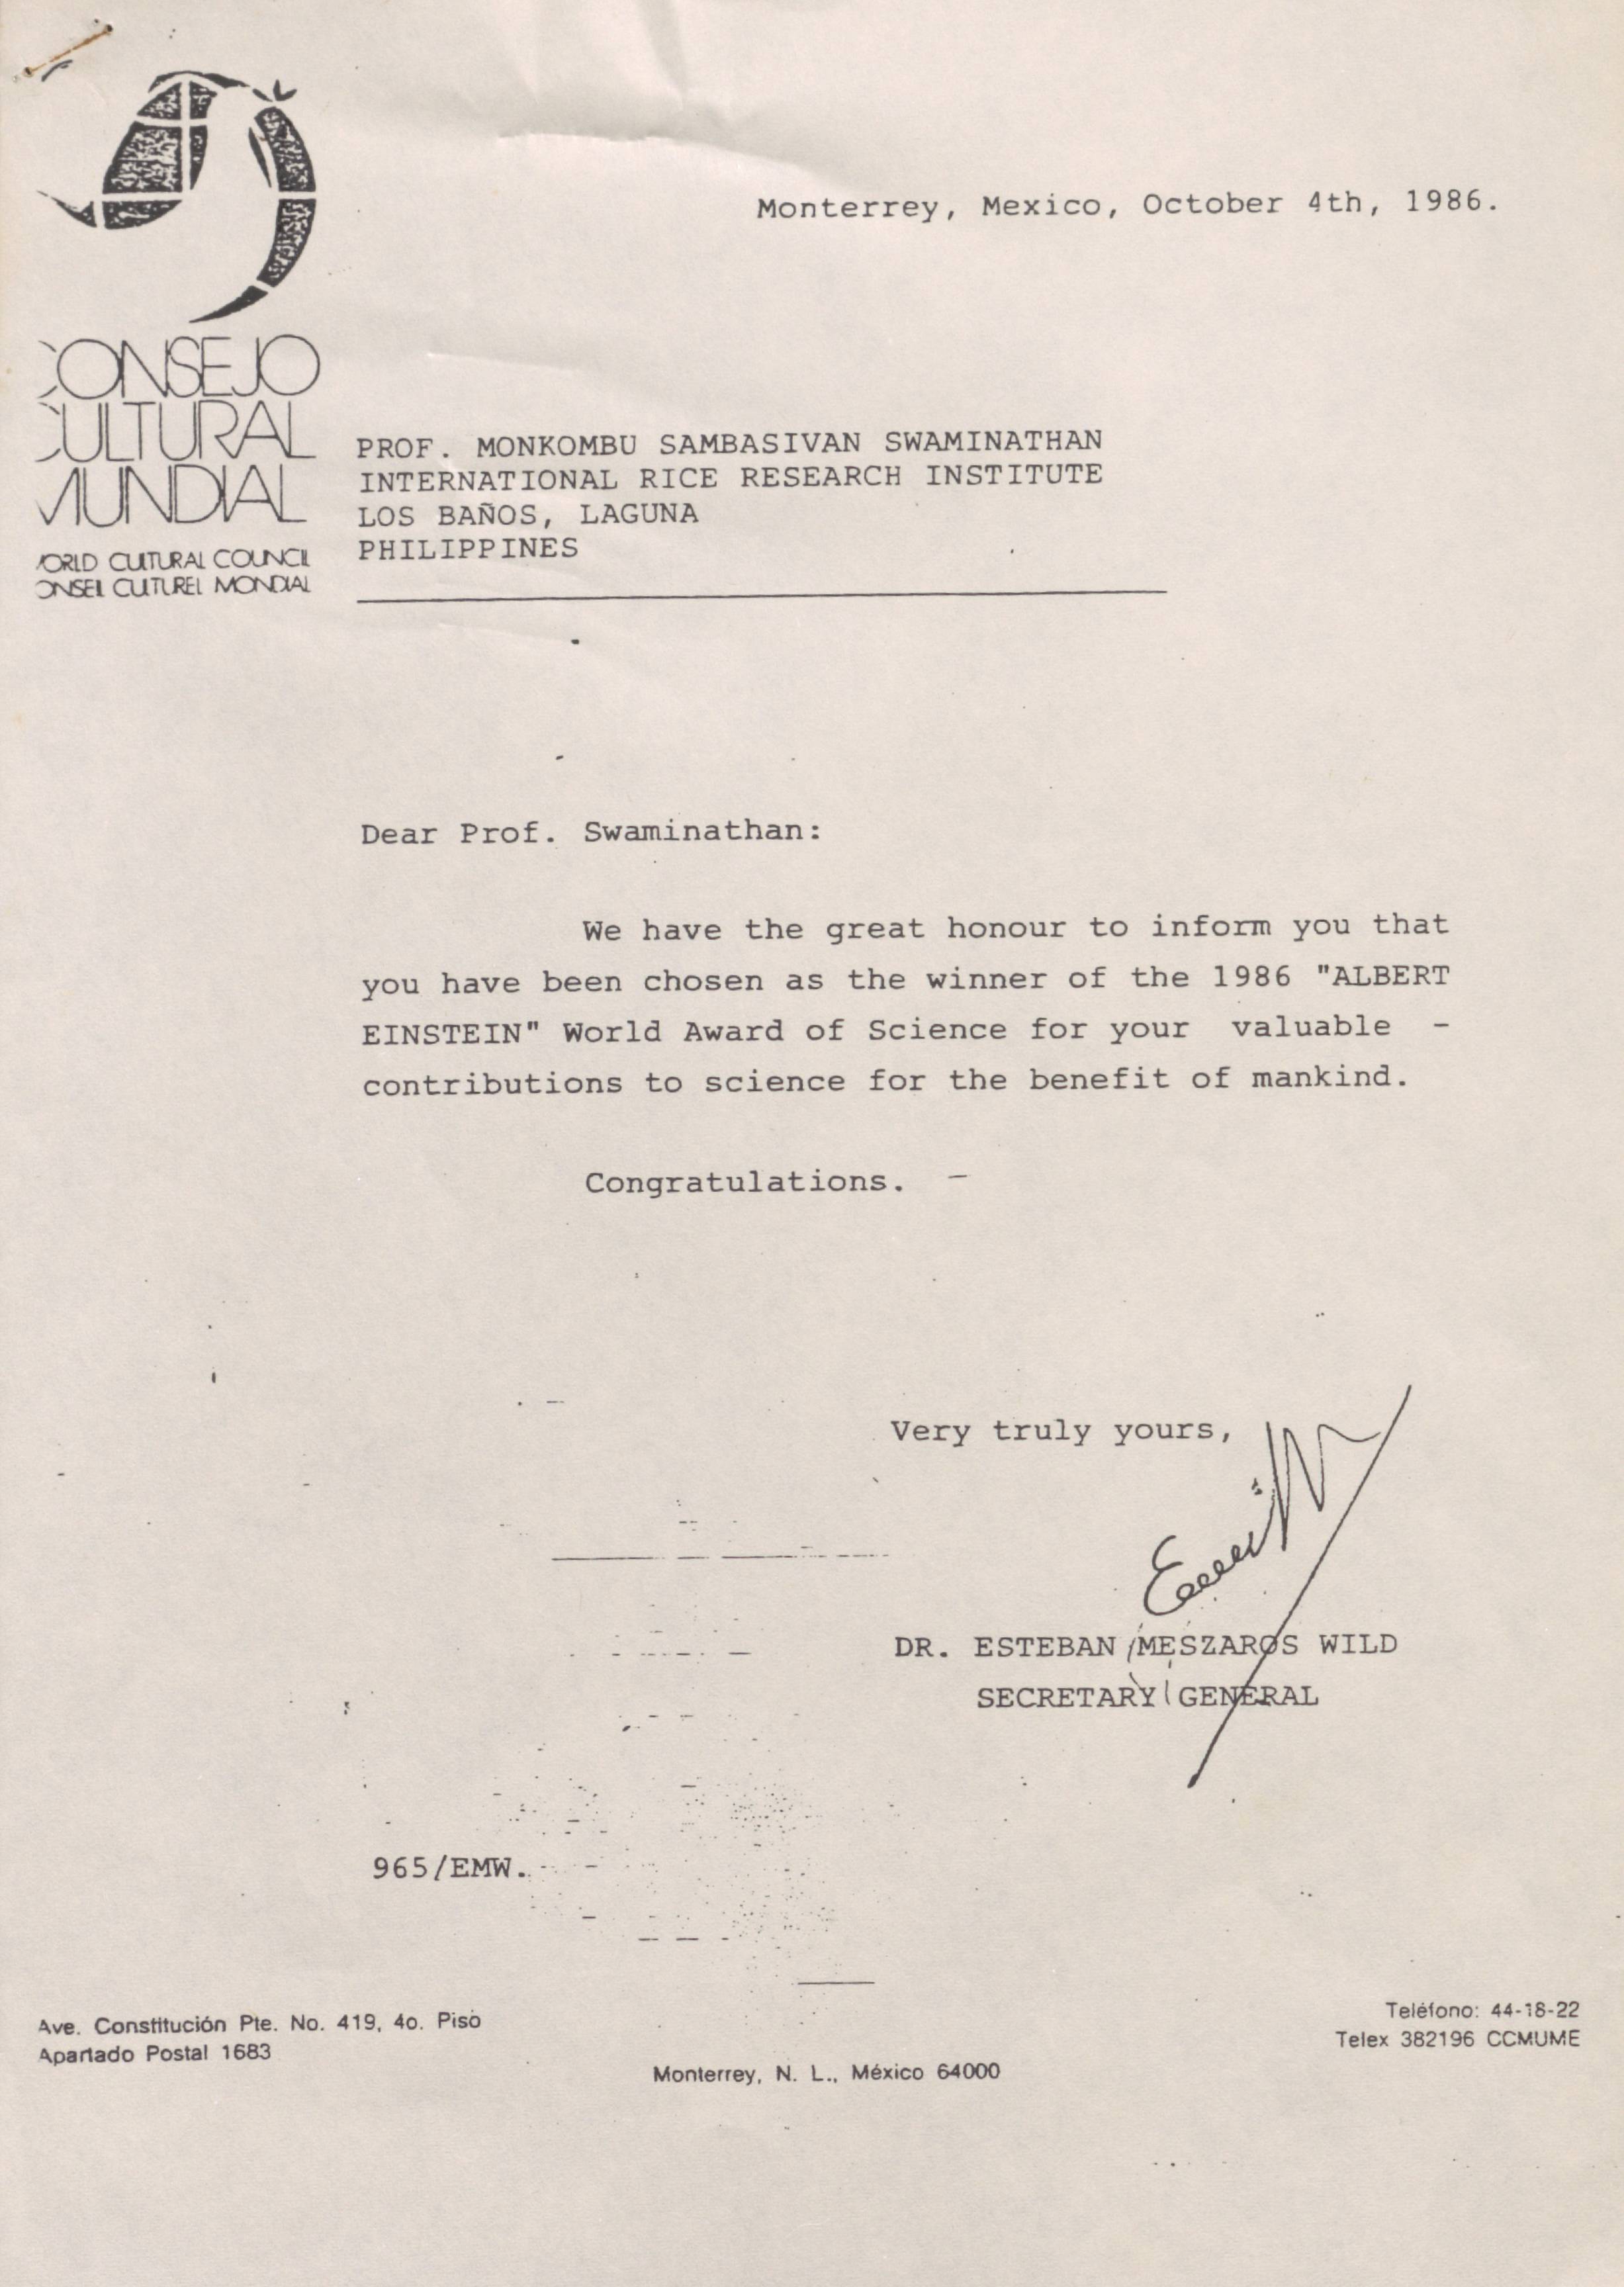 Monterrey, Mexico, October 4th, 1986.
CONSEJO
CULTURAL
MUNDIAL
WORLD CULTURAL COUNCIL
CONSEIL CULTUREL MONDIAL
PROF. MONKOMBU SAMBASIVAN SWAMINATHAN
INTERNATIONAL RICE RESEARCH INSTITUTE
LOS BAÑOS, LAGUNA
PHILIPPINES
Dear Prof. Swaminathan:
We have the great honour to inform you that
you have been chosen as the winner of the 1986 "ALBERT
EINSTEIN" World Award of Science for your valuable -
contributions to science for the benefit of mankind.
Congratulations. -
Very truly yours,
DR. ESTEBAN MESZAROS WILD
SECRETARY GENERAL
965/EMW.
Ave. Constitución Pte. No. 419, 4o. Piso
Apartado Postal 1683
Monterrey, N. L., México 64000
Teléfono: 44-18-22
Telex 382196 CCMUME